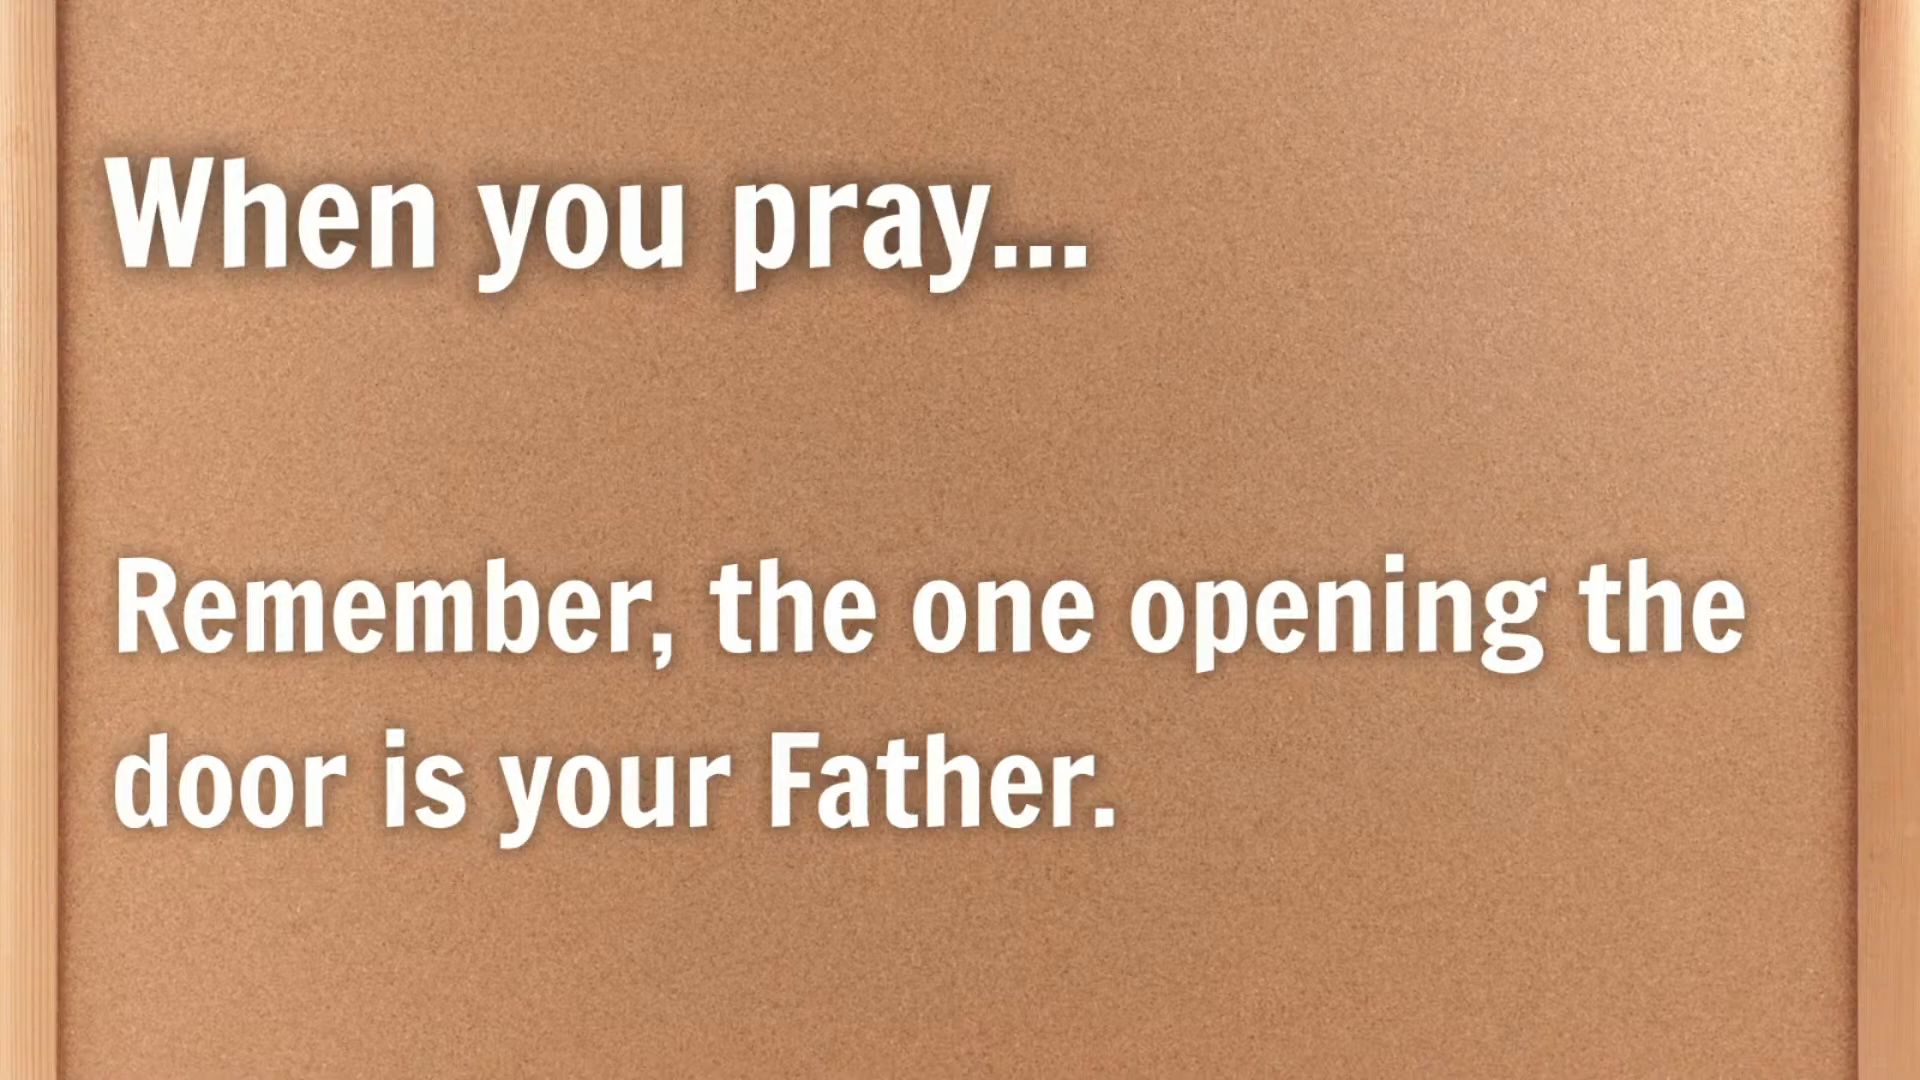 When you pray...
Remember, the one opening the
door is your Father.